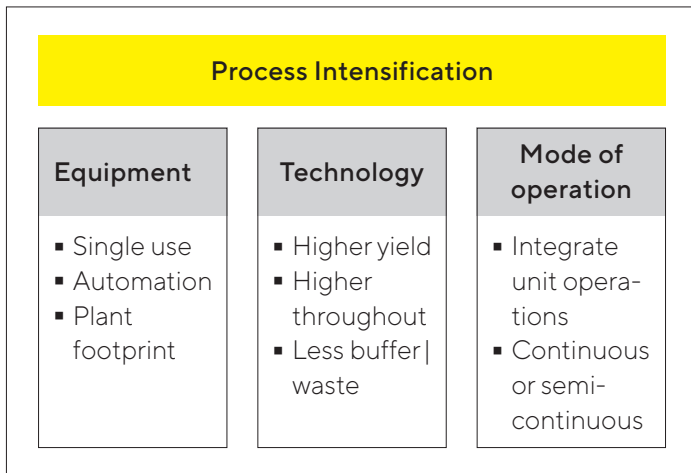 Process Intensification
Equipment
▪ Single use
▪ Automation
▪ Plant
footprint
Technology
▪ Higher yield
▪ Higher
throughout
▪ Less buffer|
waste
Mode of
operation
▪ Integrate
unit opera-
tions
▪ Continuous
or semi-
continuous